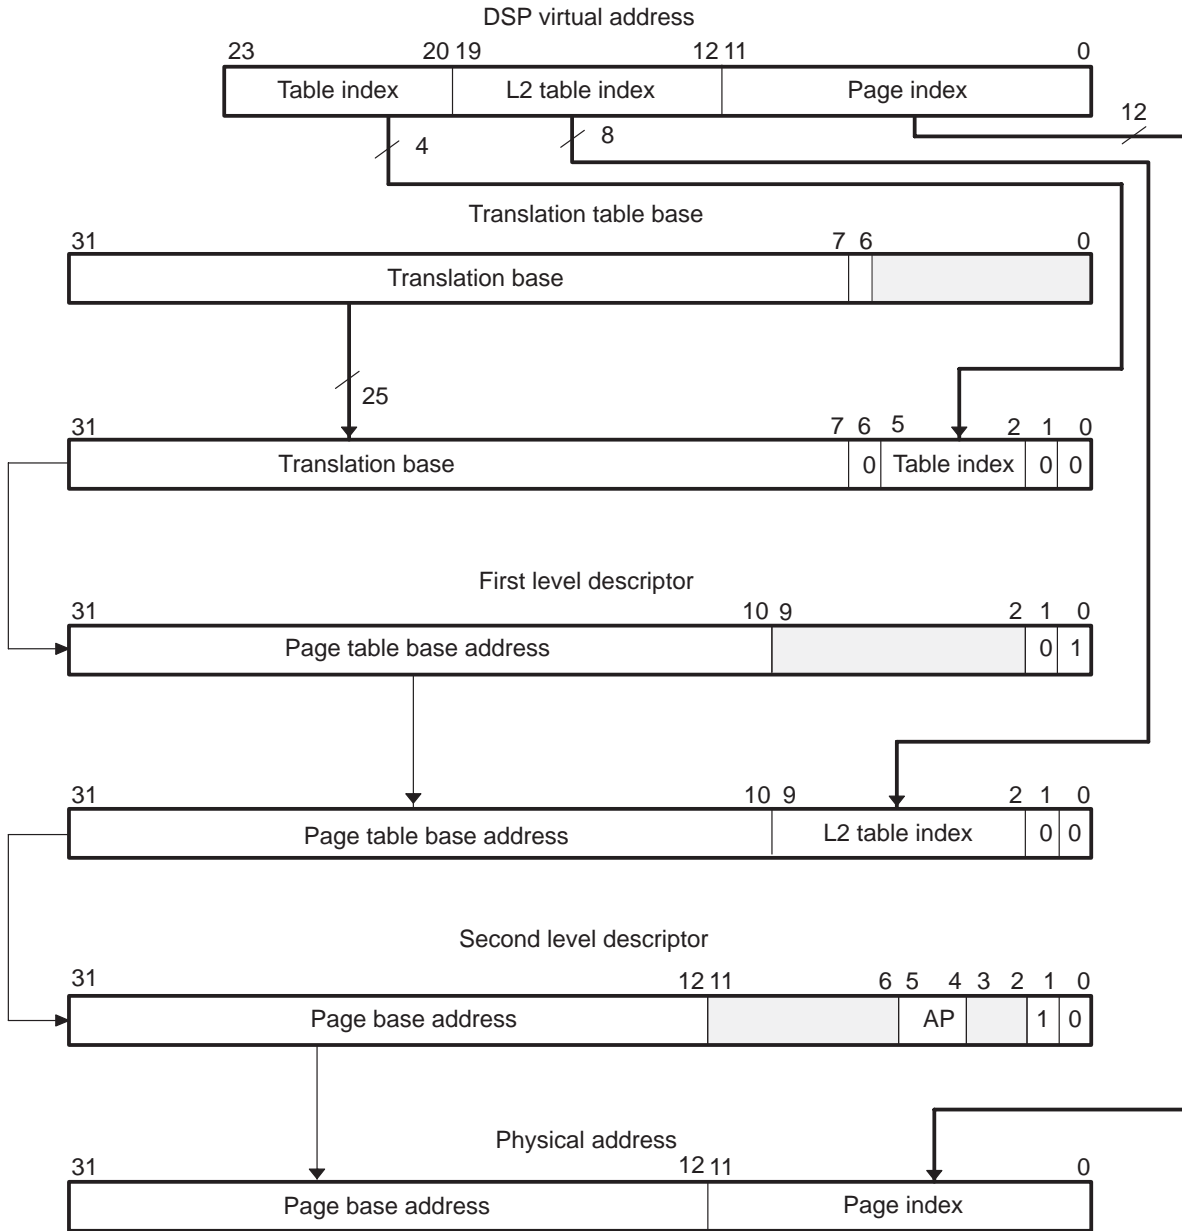 DSP virtual address
23 20 19 12 11 0
Table index L2 table index Page index
4 8 12
Translation table base
31 7 6 0
Translation base
25
31 7 6 5 2 1 0
Translation base 0 Table index 0 0
First level descriptor
31 10 9 2 1 0
Page table base address 0 1
31 10 9 2 1 0
Page table base address L2 table index 0 0
Second level descriptor
31 12 11 6 5 4 3 2 1 0
Page base address AP 1 0
Physical address
31 12 11 0
Page base address Page index